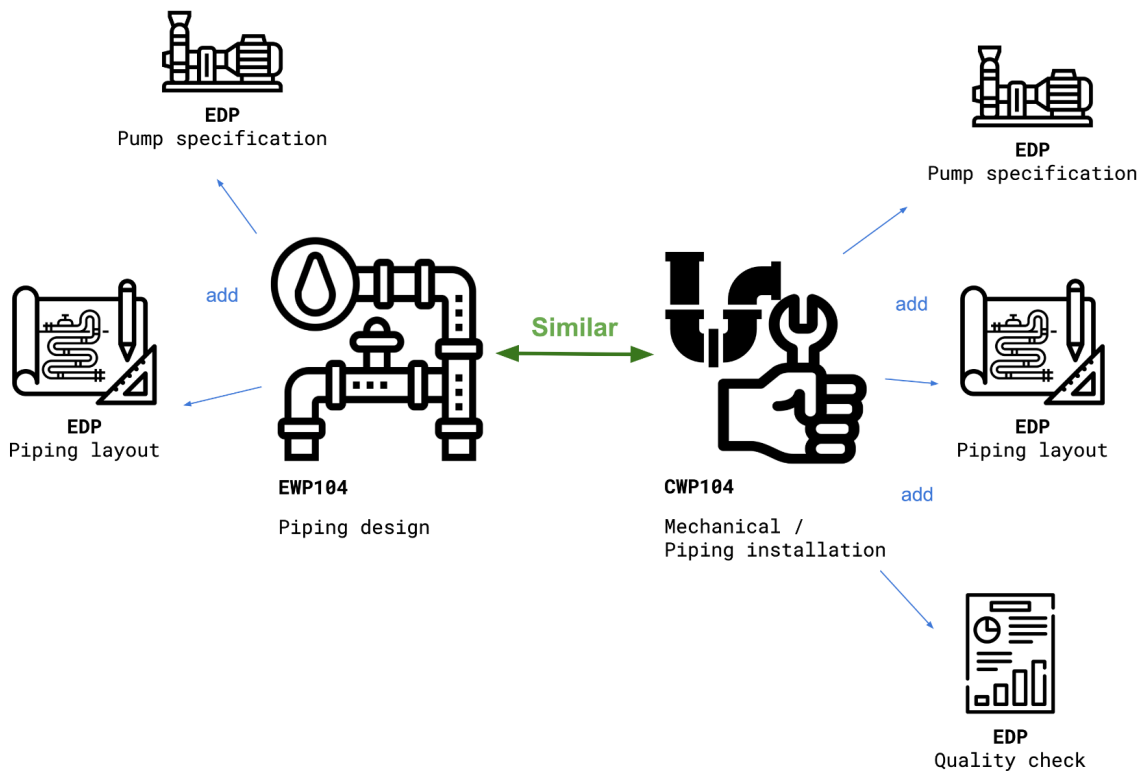 EDP
Pump specification
EDP
Pump specification
add
add
Similar
EDP
Piping layout
EDP
Piping layout
EWP104
Piping design
CWP104
Mechanical /
Piping installation
add
EDP
Quality check